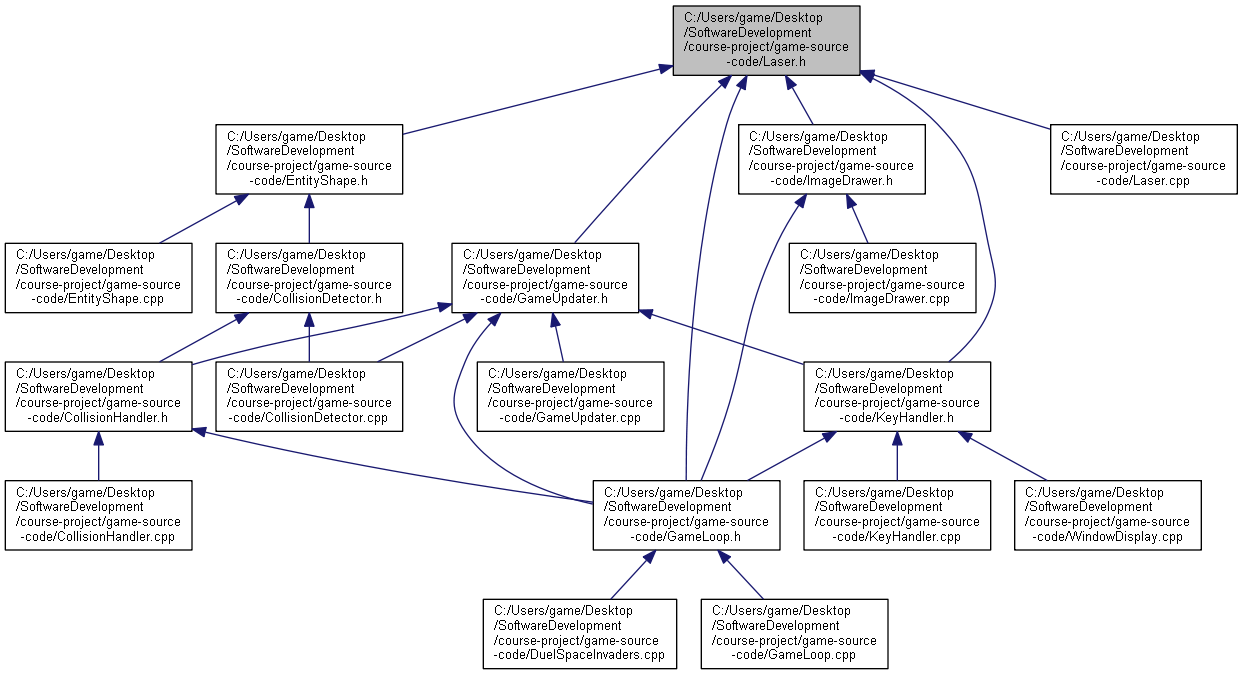 C:/Users/game/Desktop
/SoftwareDevelopment
/course-project/game-source
-code/Laser.h
C:/Users/game/Desktop
/SoftwareDevelopment
/course-project/game-source
-code/EntityShape.h
C:/Users/game/Desktop
/SoftwareDevelopment
/course-project/game-source
-code/ImageDrawer.h
C:/Users/game/Desktop
/SoftwareDevelopment
/course-project/game-source
-code/Laser.cpp
C:/Users/game/Desktop
/SoftwareDevelopment
/course-project/game-source
-code/EntityShape.cpp
C:/Users/game/Desktop
/SoftwareDevelopment
/course-project/game-source
-code/CollisionDetector.h
C:/Users/game/Desktop
/SoftwareDevelopment
/course-project/game-source
-code/GameUpdater.h
C:/Users/game/Desktop
/SoftwareDevelopment
/course-project/game-source
-code/ImageDrawer.cpp
C:/Users/game/Desktop
/SoftwareDevelopment
/course-project/game-source
-code/CollisionHandler.h
C:/Users/game/Desktop
/SoftwareDevelopment
/course-project/game-source
-code/CollisionDetector.cpp
C:/Users/game/Desktop
/SoftwareDevelopment
/course-project/game-source
-code/GameUpdater.cpp
C:/Users/game/Desktop
/SoftwareDevelopment
/course-project/game-source
-code/KeyHandler.h
C:/Users/game/Desktop
/SoftwareDevelopment
/course-project/game-source
-code/CollisionHandler.cpp
C:/Users/game/Desktop
/SoftwareDevelopment
/course-project/game-source
-code/GameLoop.h
C:/Users/game/Desktop
/SoftwareDevelopment
/course-project/game-source
-code/KeyHandler.cpp
C:/Users/game/Desktop
/SoftwareDevelopment
/course-project/game-source
-code/WindowDisplay.cpp
C:/Users/game/Desktop
/SoftwareDevelopment
/course-project/game-source
-code/DuelSpaceInvaders.cpp
C:/Users/game/Desktop
/SoftwareDevelopment
/course-project/game-source
-code/GameLoop.cpp